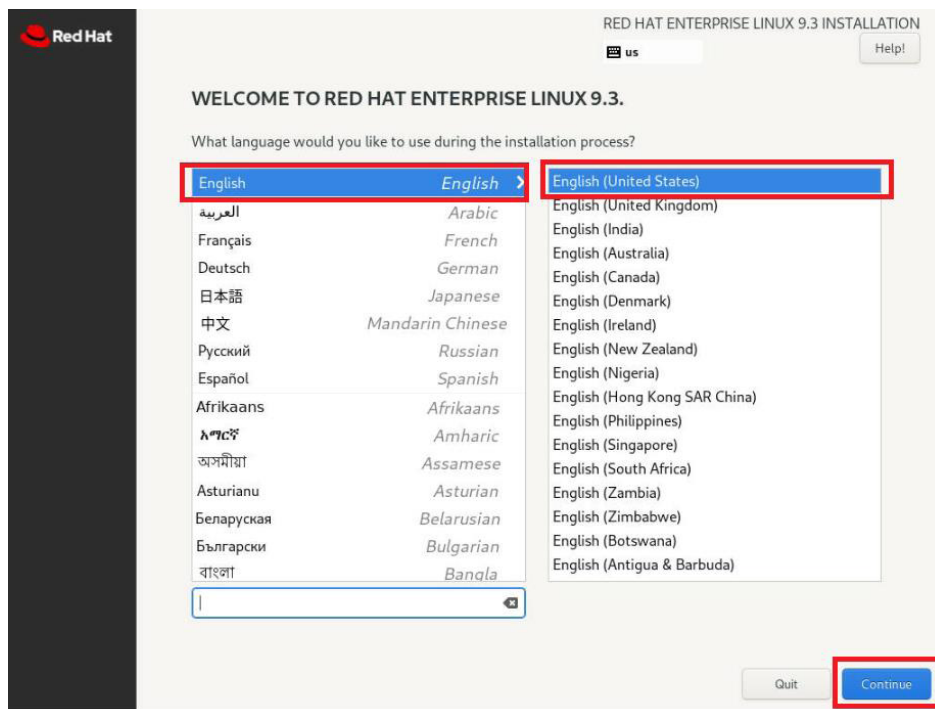 Red Hat
RED HAT ENTERPRISE LINUX 9.3 INSTALLATION
us
Help!
WELCOME TO RED HAT ENTERPRISE LINUX 9.3.
What language would you like to use during the installation process?
English English
العربية Arabic
Français French
Deutsch German
日本語 Japanese
中文 Mandarin Chinese
Русский Russian
Español Spanish
Afrikaans Afrikaans
አማርኛ Amharic
অসমীয়া Assamese
Asturianu Asturian
Беларуская Belarusian
Български Bulgarian
বাংলা Bangla
English (United States)
English (United Kingdom)
English (India)
English (Australia)
English (Canada)
English (Denmark)
English (Ireland)
English (New Zealand)
English (Nigeria)
English (Hong Kong SAR China)
English (Philippines)
English (Singapore)
English (South Africa)
English (Zambia)
English (Zimbabwe)
English (Botswana)
English (Antigua & Barbuda)
Quit
Continue